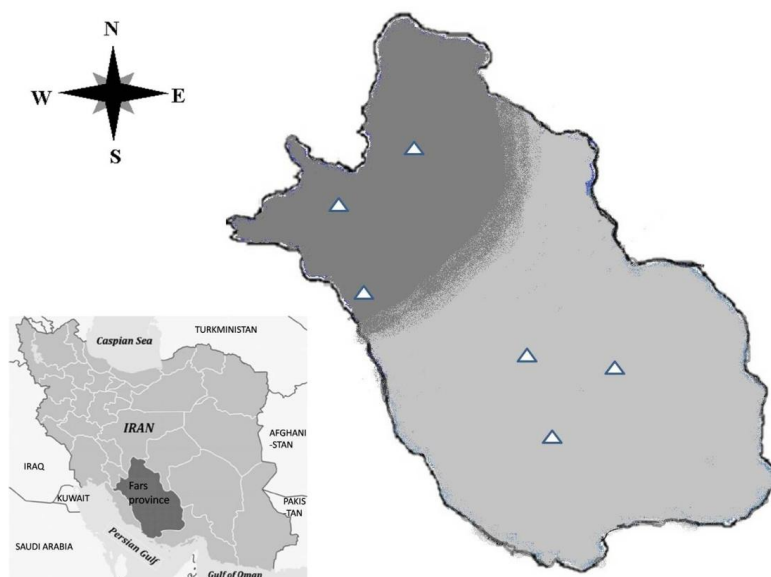 N
W
E
S
Caspian Sea
TURKMINISTAN
IRAN
AFGHANI
-STAN
IRAQ
Fars
province
KUWAIT
PAKIS
-TAN
SAUDI ARABIA
Persian Gulf
Gulf of Oman